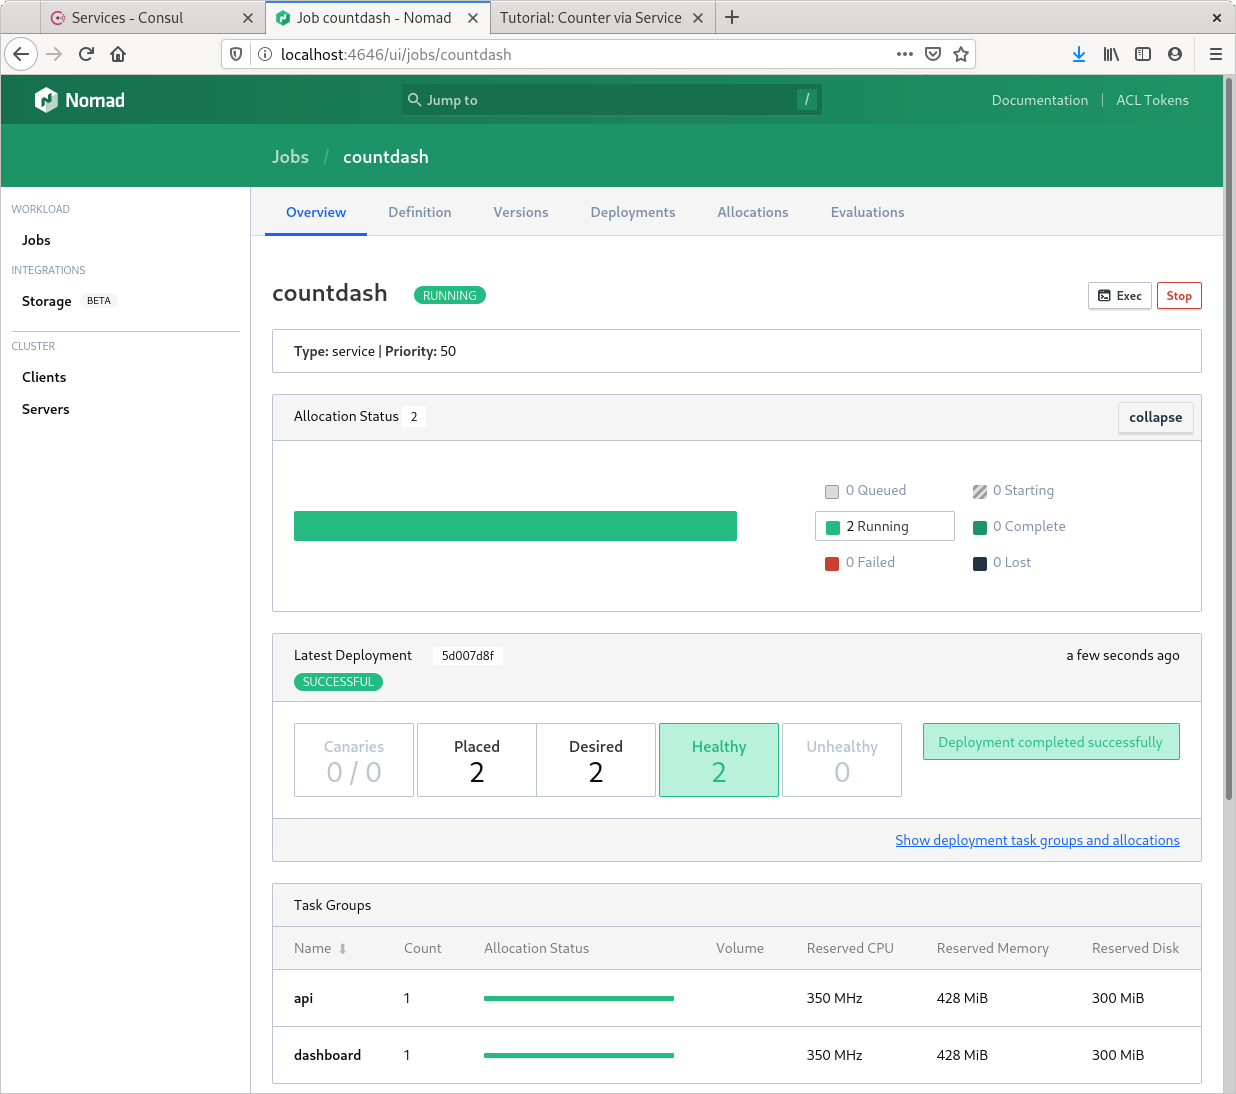 Services - Consul
Job countdash - Nomad
Tutorial: Counter via Service
localhost:4646/ui/jobs/countdash
Nomad
Jump to
/
Documentation
ACL Tokens
Jobs / countdash
WORKLOAD
Jobs
INTEGRATIONS
Storage BETA
CLUSTER
Clients
Servers
Overview
Definition
Versions
Deployments
Allocations
Evaluations
countdash RUNNING
Exec
Stop
Type: service | Priority: 50
Allocation Status 2
collapse
0 Queued
0 Starting
2 Running
0 Complete
0 Failed
0 Lost
Latest Deployment 5d007d8f
a few seconds ago
SUCCESSFUL
Canaries
0 / 0
Placed
2
Desired
2
Healthy
2
Unhealthy
0
Deployment completed successfully
Show deployment task groups and allocations
Task Groups
Name Count Allocation Status Volume Reserved CPU Reserved Memory Reserved Disk
api 1 350 MHz 428 MiB 300 MiB
dashboard 1 350 MHz 428 MiB 300 MiB